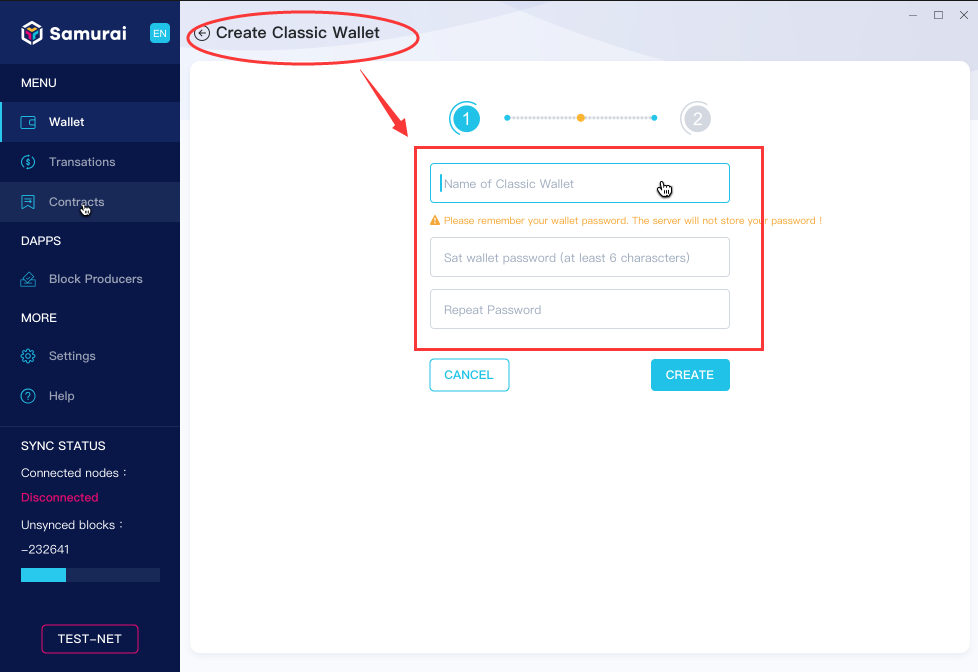 Samurai
EN
MENU
Wallet
Transations
Contracts
DAPPS
Block Producers
MORE
Settings
Help
SYNC STATUS
Connected nodes：
Disconnected
Unsynced blocks：
-232641
TEST-NET
Create Classic Wallet
1
2
Name of Classic Wallet
Please remember your wallet password. The server will not store your password !
Sat wallet password (at least 6 charascters)
Repeat Password
CANCEL
CREATE